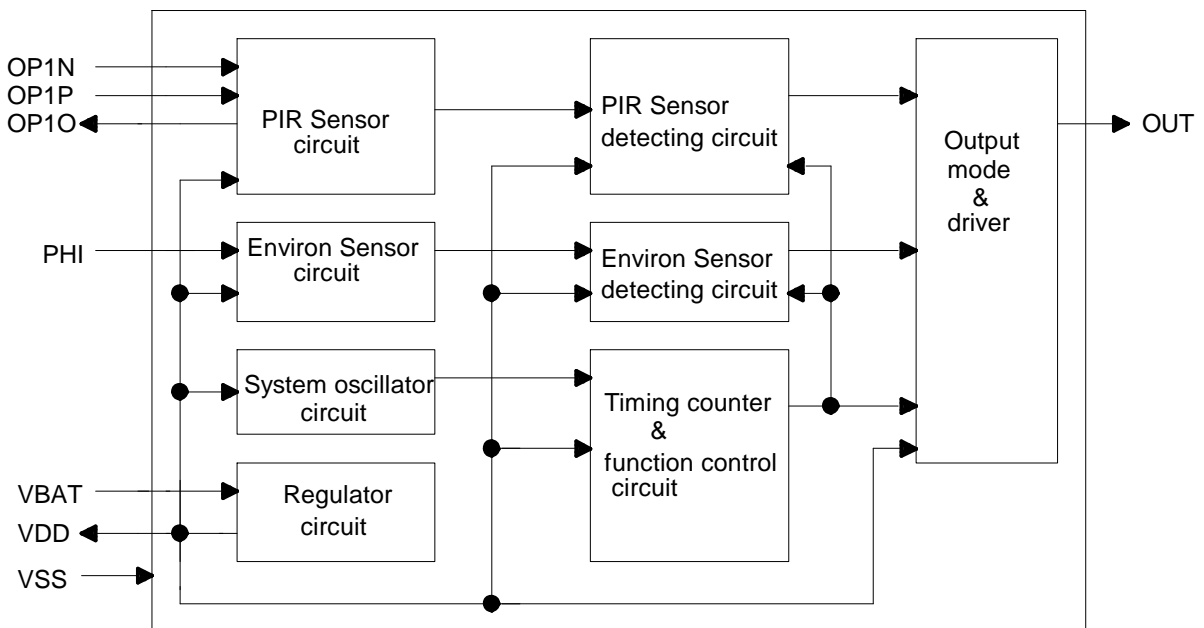 OP1N
OP1P
OP1O
PIR Sensor
circuit
PIR Sensor
detecting circuit
Output
mode
&
driver
OUT
PHI
Environ Sensor
circuit
Environ Sensor
detecting circuit
System oscillator
circuit
Timing counter
&
function control
circuit
VBAT
VDD
VSS
Regulator
circuit